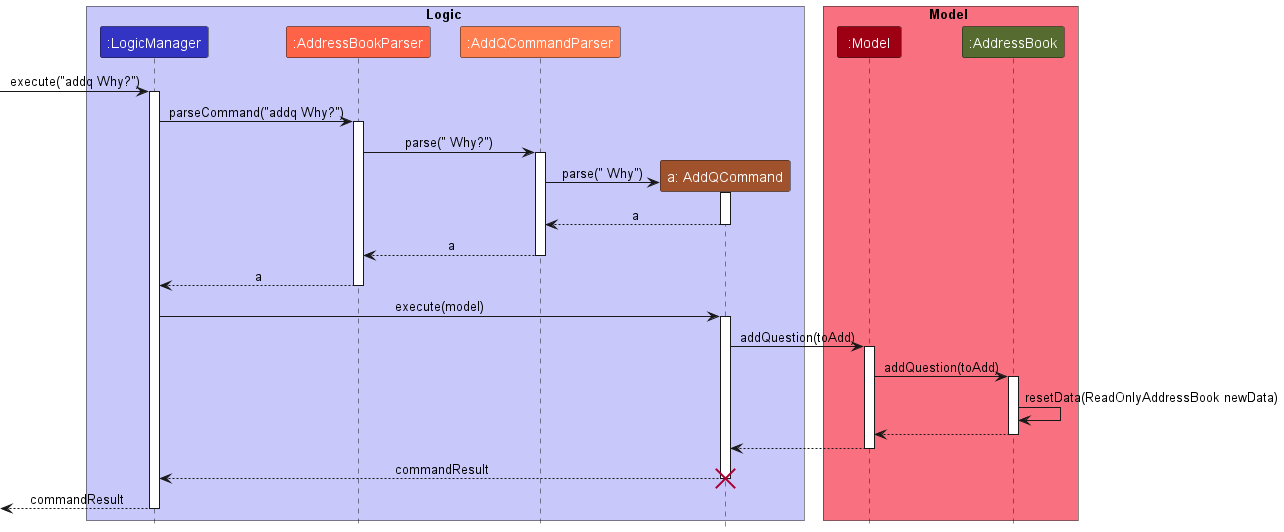 Logic
Model
:LogicManager
:AddressBookParser
:AddQCommandParser
:Model
:AddressBook
execute("addq Why?")
parseCommand("addq Why?")
parse(" Why?")
parse(" Why")
a: AddQCommand
a
a
a
execute(model)
addQuestion(toAdd)
addQuestion(toAdd)
resetData(ReadOnlyAddressBook newData)
commandResult
commandResult